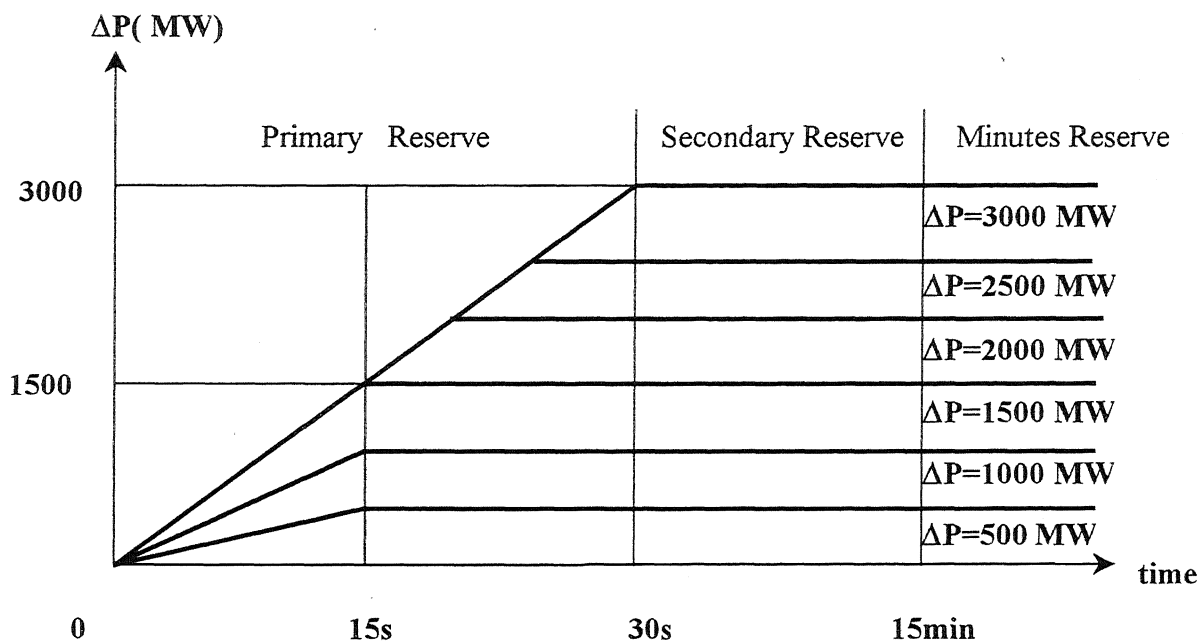 ΔP( MW)
Primary Reserve
Secondary Reserve
Minutes Reserve
3000
ΔP=3000 MW
ΔP=2500 MW
ΔP=2000 MW
1500
ΔP=1500 MW
ΔP=1000 MW
ΔP=500 MW
time
0
15s
30s
15min